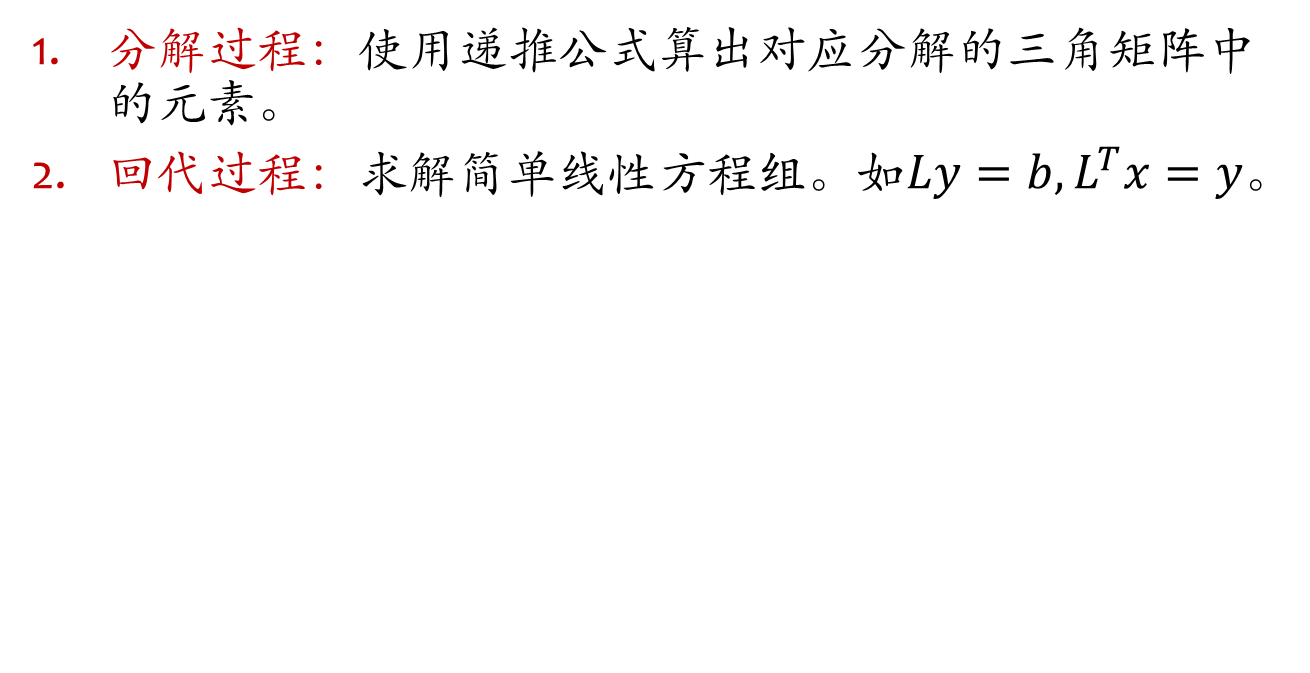 1. 分解过程：使用递推公式算出对应分解的三角矩阵中
的元素。
2. 回代过程：求解简单线性方程组。如$Ly = b, L^T x = y$。